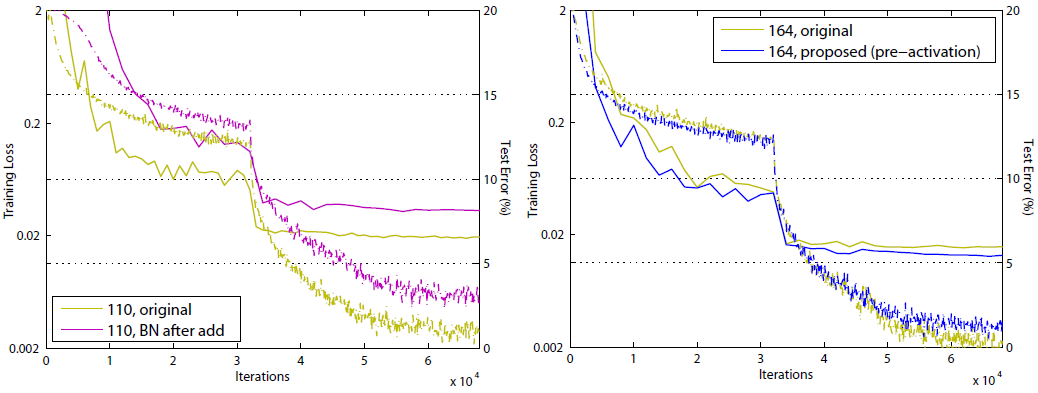 2
20
0.2
15
Training Loss
10
Test Error (%)
0.02
5
110, original
110, BN after add
0.002
0
0 1 2 3 4 5 6
Iterations
x 10 4
2
20
164, original
164, proposed (pre−activation)
0.2
15
Training Loss
10
Test Error (%)
0.02
5
0.002
0
0 1 2 3 4 5 6
Iterations
x 10 4